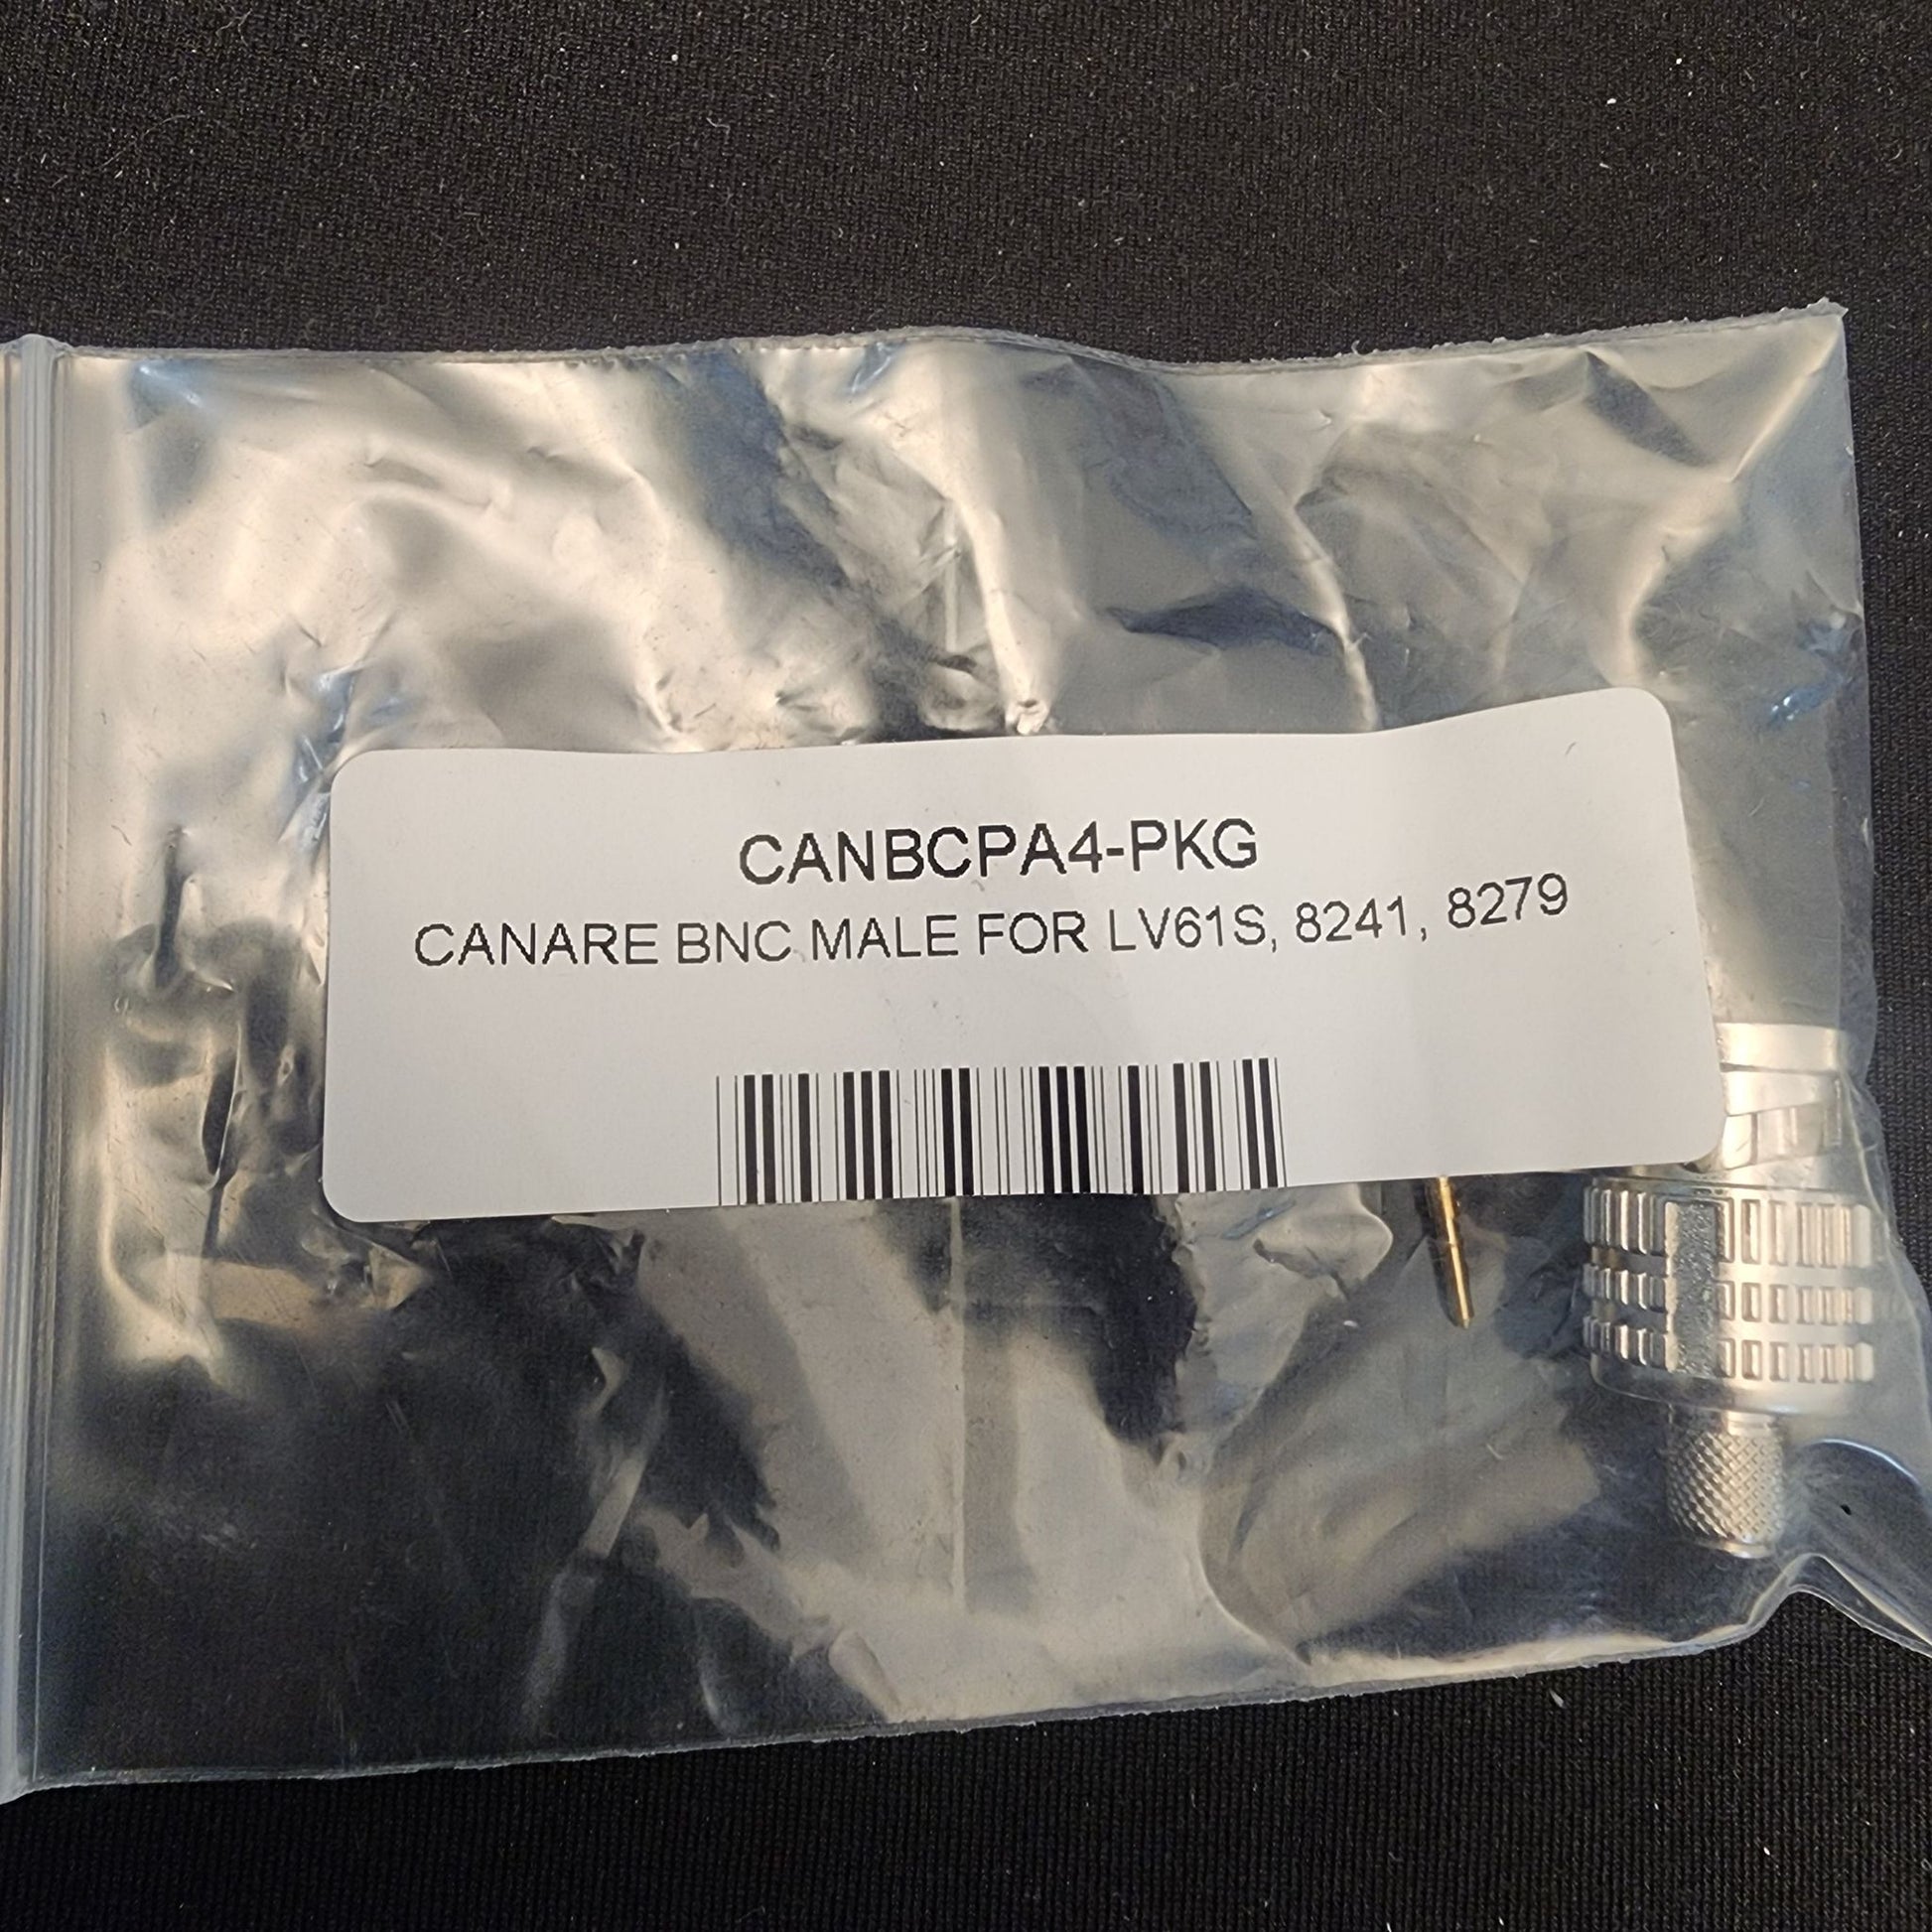 CANBCPA4-PKG
CANARE BNC MALE FOR LV61S, 8241, 8279